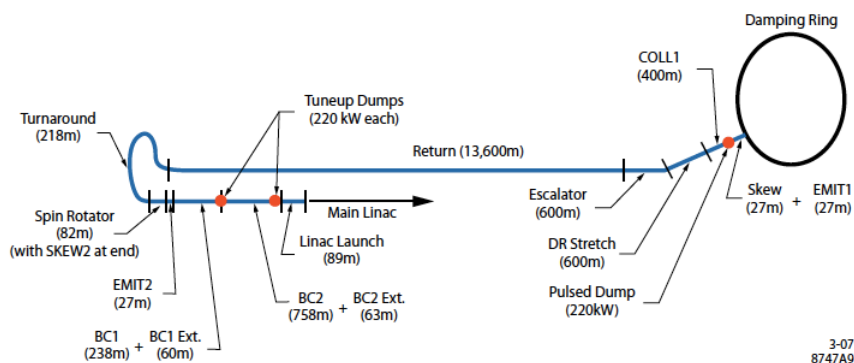 Damping Ring
COLL1
(400m)
Turnaround
(218m)
Tuneup Dumps
(220 kW each)
Return (13,600m)
Escalator
(600m)
Skew + EMIT1
(27m) (27m)
Main Linac
Spin Rotator
(82m)
(with SKEW2 at end)
Linac Launch
(89m)
DR Stretch
(600m)
EMIT2
(27m)
BC2 + BC2 Ext.
(758m) (63m)
Pulsed Dump
(220kW)
BC1 + BC1 Ext.
(238m) (60m)
3-07
8747A9